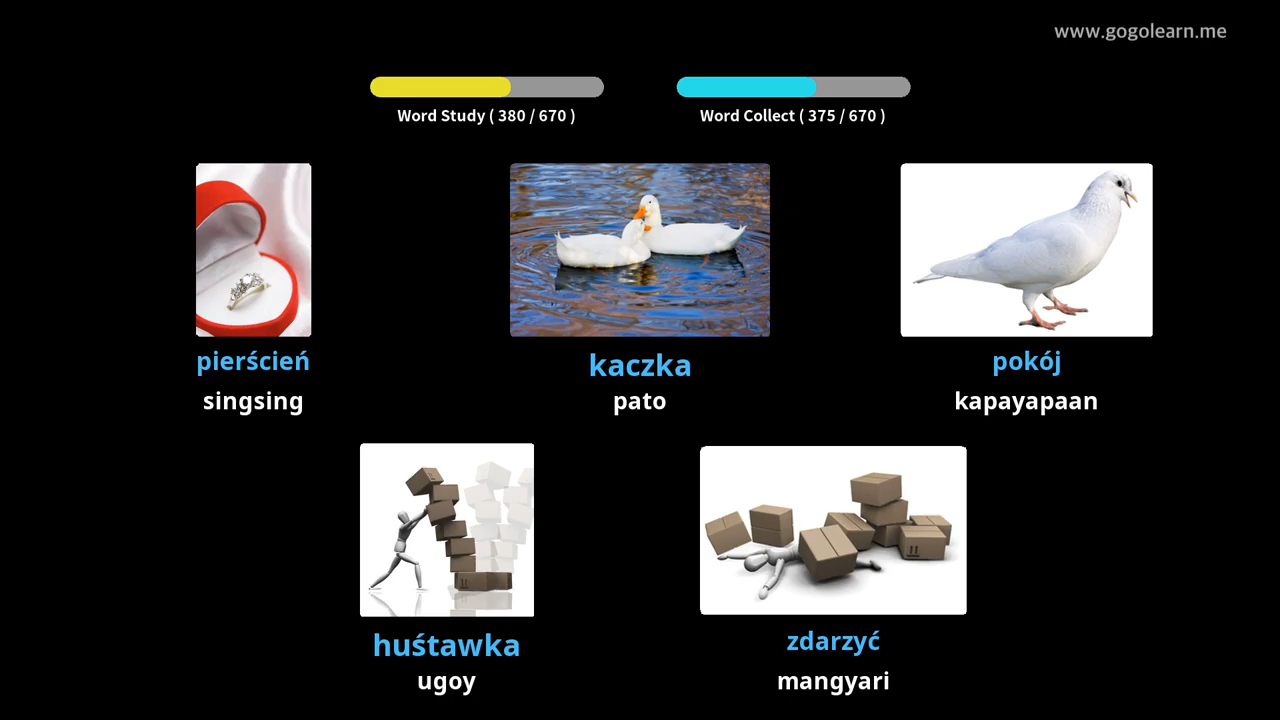 www.gogolearn.me
Word Study ( 380 / 670 )
Word Collect ( 375 / 670 )
pierścień
singsing
kaczka
pato
pokój
kapayapaan
huśtawka
ugoy
zdarzyć
mangyari